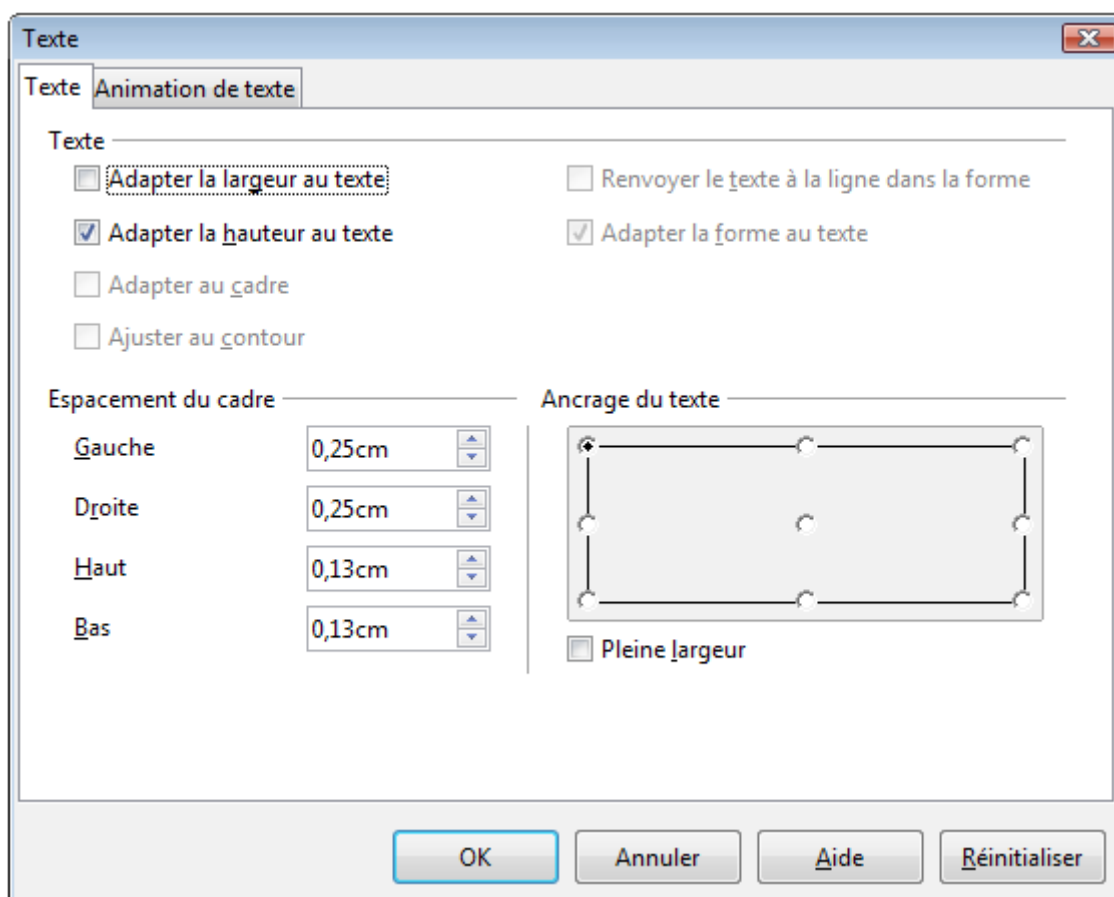 Texte
Texte Animation de texte
Texte
Adapter la largeur au texte Renvoyer le texte à la ligne dans la forme
Adapter la hauteur au texte Adapter la forme au texte
Adapter au cadre
Ajuster au contour
Espacement du cadre Ancrage du texte
Gauche 0,25cm
Droite 0,25cm
Haut 0,13cm
Bas 0,13cm
Pleine largeur
OK Annuler Aide Réinitialiser